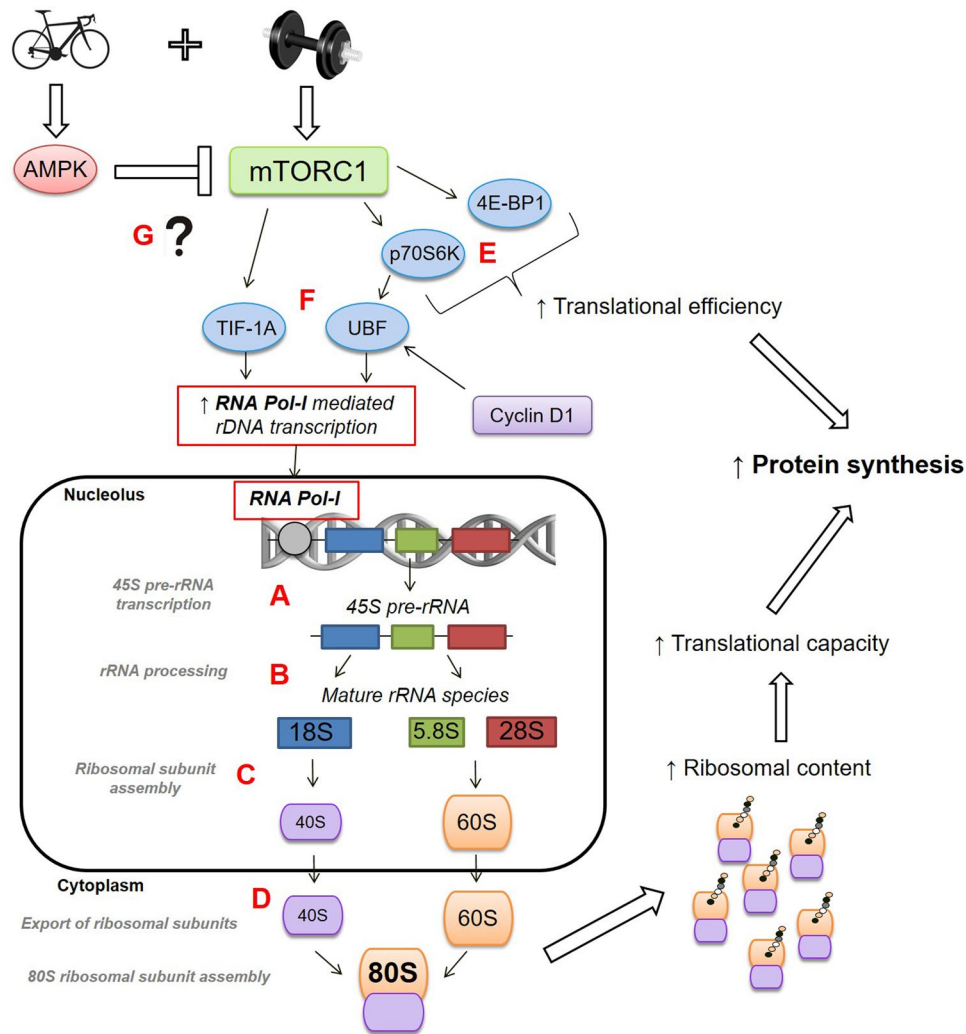 AMPK
mTORC1
4E-BP1
G ?
p70S6K
E
F
TIF-1A
UBF
↑ Translational efficiency
↑ RNA Pol-I mediated
rDNA transcription
Cyclin D1
↑ Protein synthesis
Nucleolus
RNA Pol-I
45S pre-rRNA
transcription
A
45S pre-rRNA
rRNA processing
B
Mature rRNA species
18S
5.8S
28S
Ribosomal subunit
assembly
C
40S
60S
↑ Translational capacity
↑ Ribosomal content
Cytoplasm
D
Export of ribosomal subunits
40S
60S
80S ribosomal subunit assembly
80S